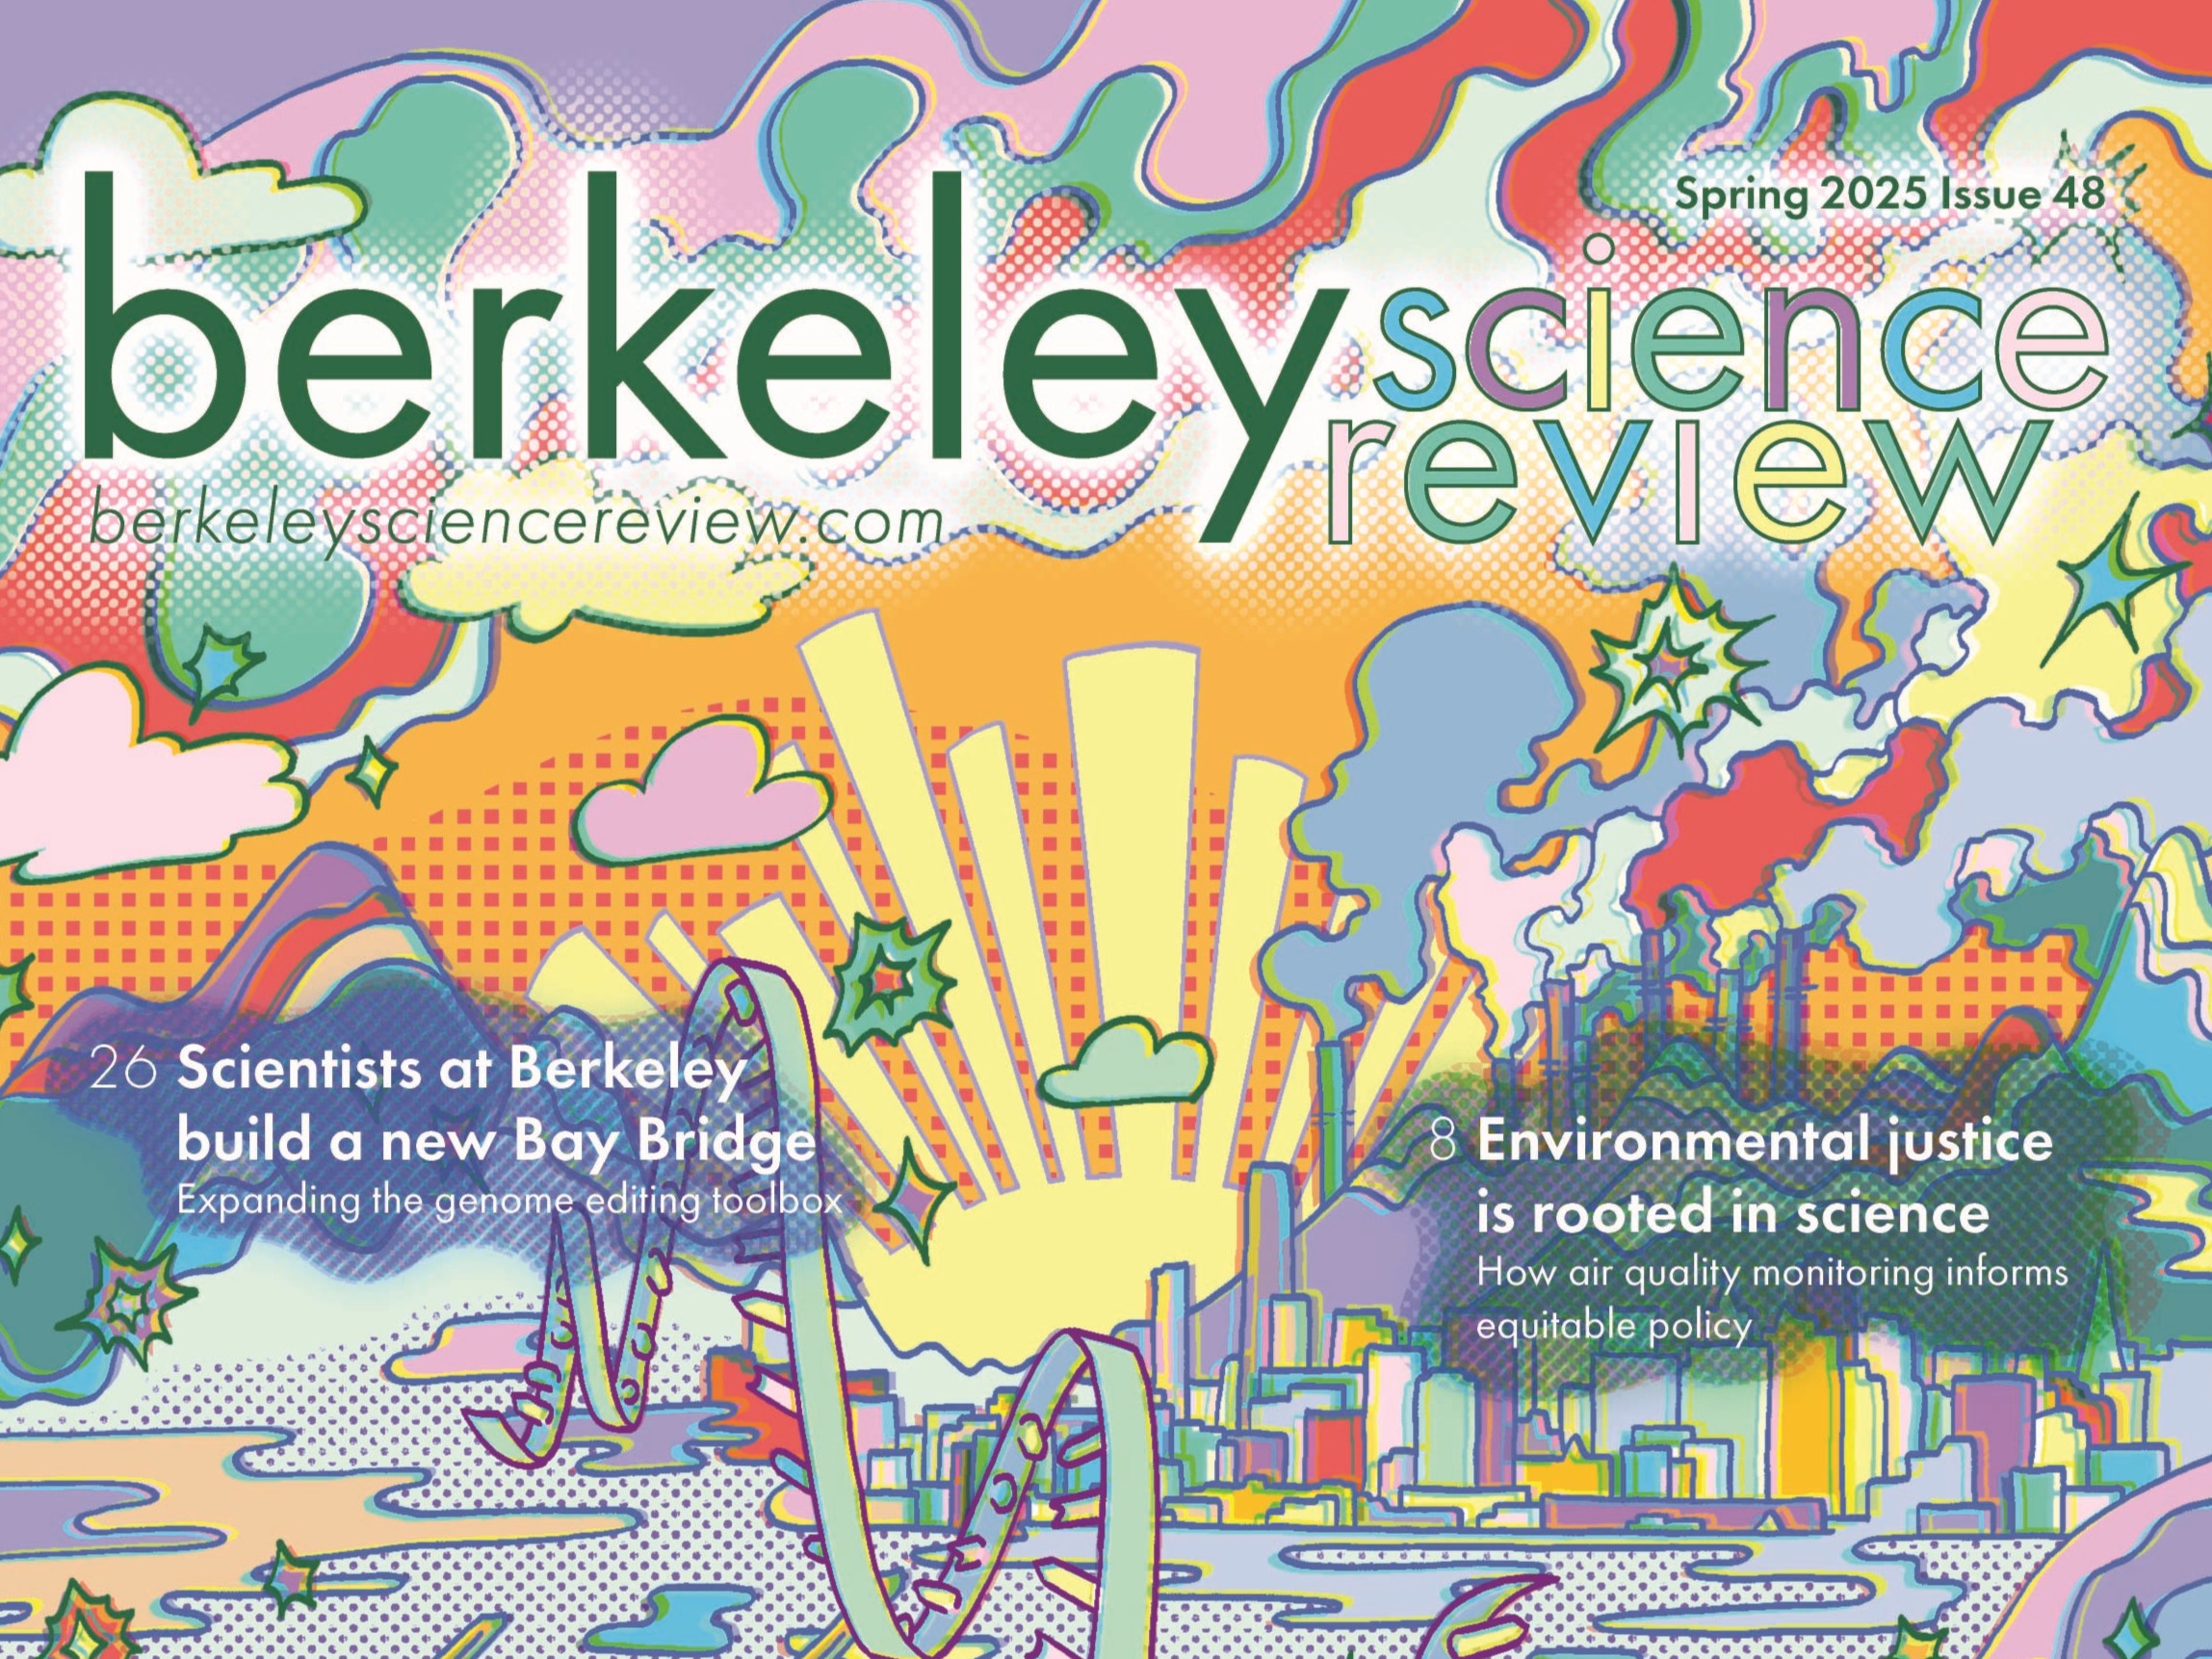 Spring 2025 Issue 48
berkeley science
review
berkeleysciencereview.com
26 Scientists at Berkeley
build a new Bay Bridge
Expanding the genome editing toolbox
8 Environmental justice
is rooted in science
How air quality monitoring informs
equitable policy